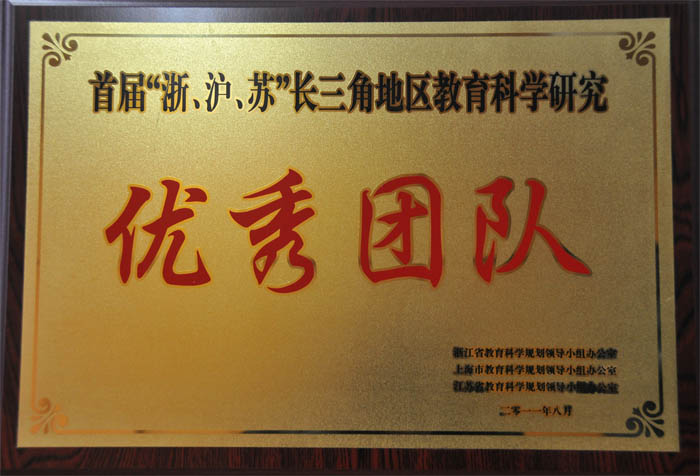 首届“浙、沪、苏”长三角地区教育科学研究
优秀团队
浙江省教育科学规划领导小组办公室
上海市教育科学规划领导小组办公室
江苏省教育科学规划领导小组办公室
二零一一年八月